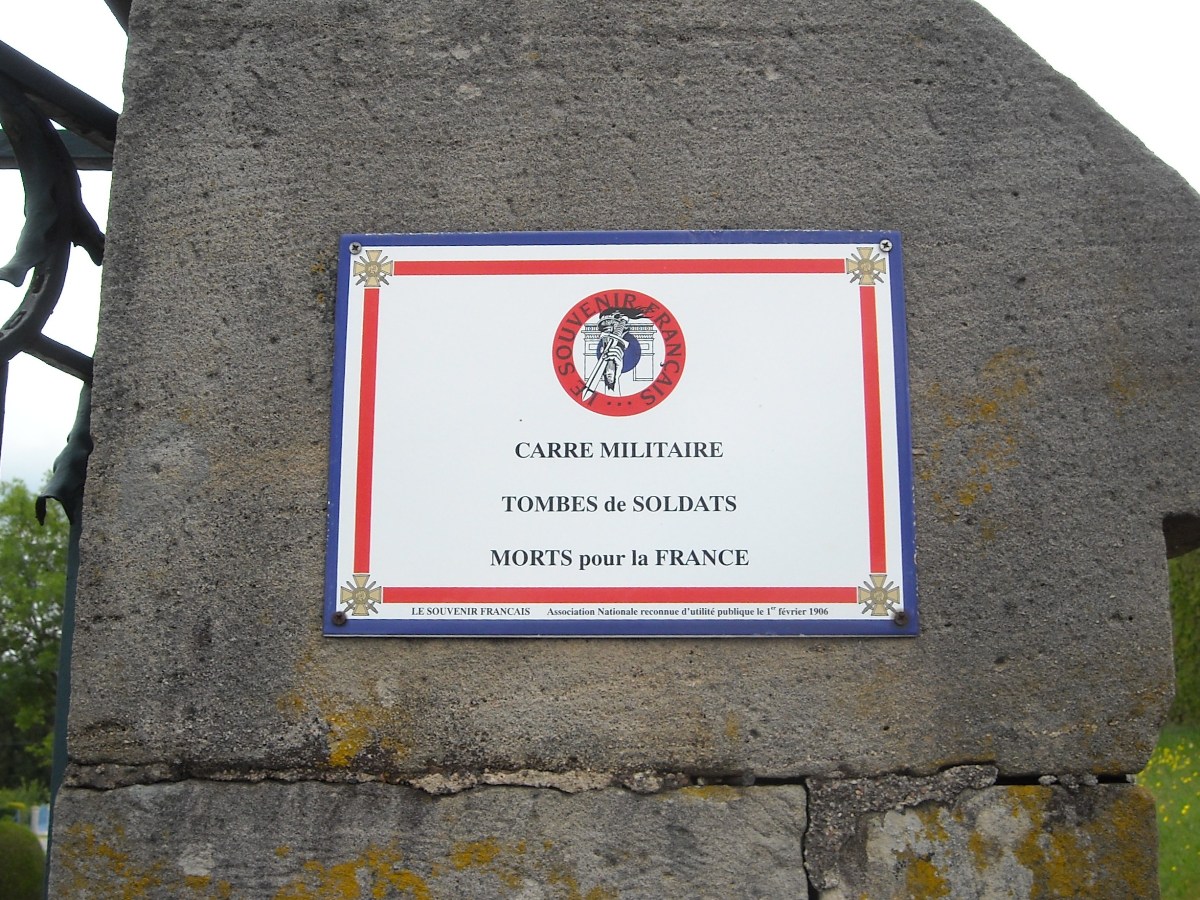 LE SOUVENIR FRANÇAIS ...
CARRE MILITAIRE
TOMBES de SOLDATS
MORTS pour la FRANCE
LE SOUVENIR FRANCAIS Association Nationale reconnue d'utilité publique le 1er février 1906